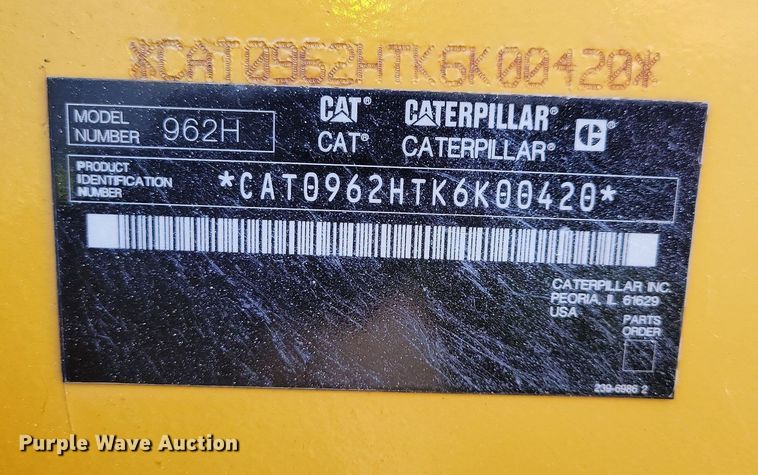 *CAT0962HTK6K00420*
CAT® CATERPILLAR®
MODEL NUMBER 962H
CAT® CATERPILLAR®
PRODUCT IDENTIFICATION NUMBER *CAT0962HTK6K00420*
CATERPILLAR INC.
PEORIA, IL 61629
USA
PARTS ORDER
239-6986 2
Purple Wave Auction